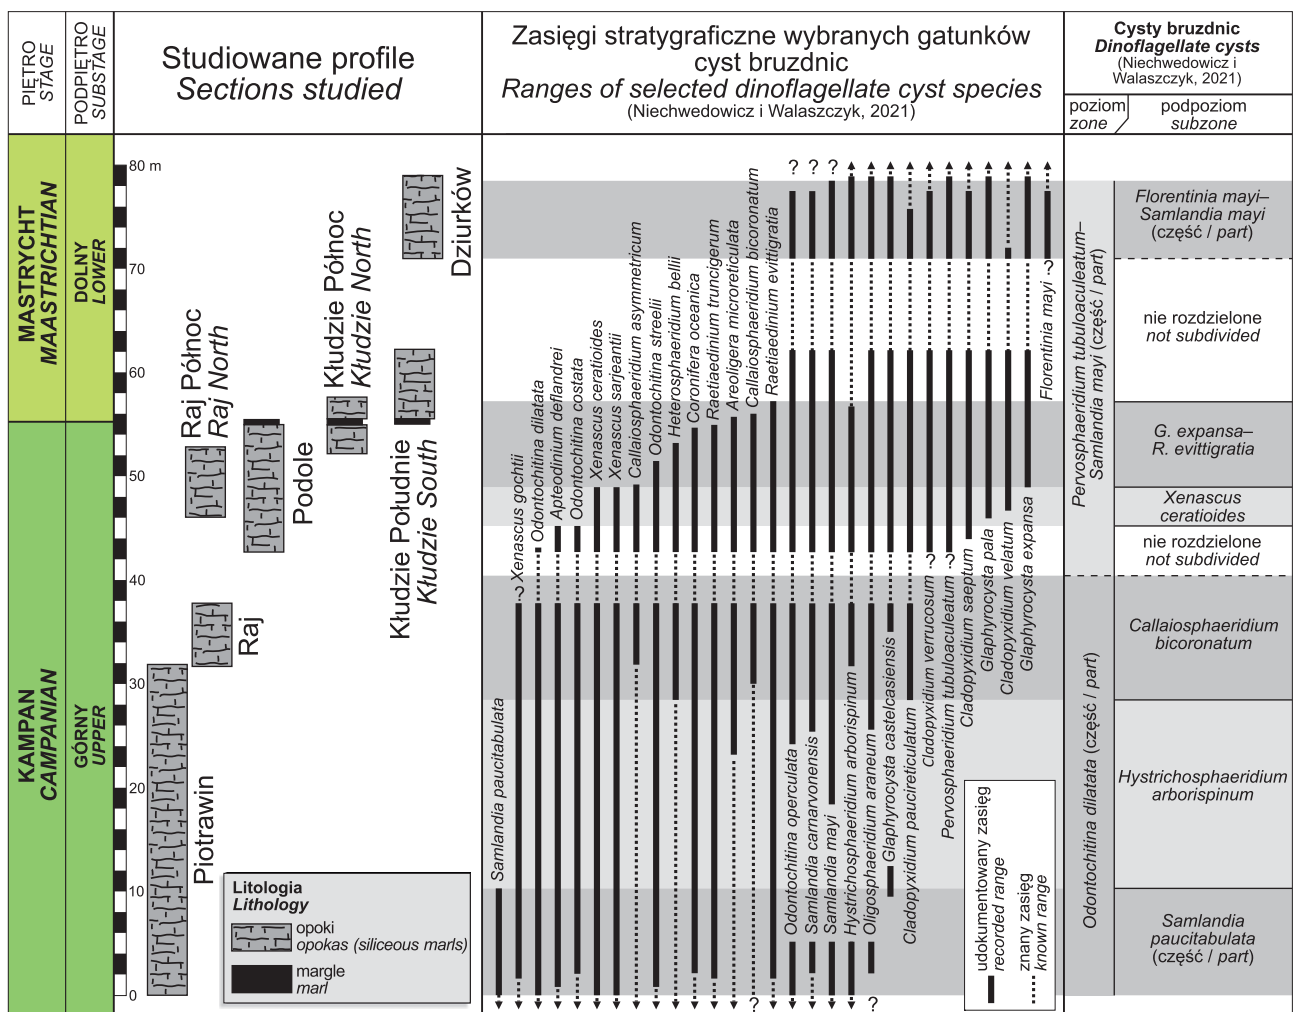 PIĘTRO
STAGE
PODPIĘTRO
SUBSTAGE
Studiowane profile
Sections studied
Zasięgi stratygraficzne wybranych gatunków
cyst bruzdnic
Ranges of selected dinoflagellate cyst species
(Niechwedowicz i Walaszczyk, 2021)
Cysty bruzdnic
Dinoflagellate cysts
(Niechwedowicz i
Walaszczyk, 2021)
poziom
zone
podpoziom
subzone
MASTRYCHT
MAASTRICHTIAN
DOLNY
LOWER
KAMPAN
CAMPANIAN
GÓRNY
UPPER
80 m
70
60
50
40
30
20
10
0
Piotrawin
Raj
Raj Północ
Raj North
Podole
Kłudzie Północ
Kłudzie North
Kłudzie Południe
Kłudzie South
Dziurków
Litologia
Lithology
opoki
opokas (siliceous marls)
margle
marl
Samlandia paucitabulata
? Xenascus gochtii
Odontochitina dilatata
Apteodinium deflandrei
Odontochitina costata
Xenascus ceratioides
Xenascus sarjeantii
Callaiosphaeridium asymmetricum
Odontochitina streelii
Heterosphaeridium bellii
Coronifera oceanica
Raetiaedinium truncigerum
Areoligera microreticulata
Callaiosphaeridium bicoronatum
?
Raetiaedinium evittigratia
?
Odontochitina operculata
?
Samlandia carvonensis
?
Samlandia mayi
Hystrichosphaeridium arborispinum
Oligosphaeridium araneum
?
Glaphyrocysta castelcasiensis
Cladopyxidium paucireticulatum
Cladopyxidium verrucosum ?
Pervosphaeridium tubuloaculeatum ?
Cladopyxidium saeptum
Glaphyrocysta pala
Cladopyxidium velatum
Glaphyrocysta expansa
Florentinia mayi ?
udokumentowany zasięg
recorded range
znany zasięg
known range
Pervosphaeridium tubuloaculeatum–
Samlandia mayi (część / part)
Odontochitina dilatata (część / part)
Florentinia mayi–
Samlandia mayi
(część / part)
nie rozdzielone
not subdivided
G. expansa–
R. evittigratia
Xenascus
ceratioides
nie rozdzielone
not subdivided
Callaiosphaeridium
bicoronatum
Hystrichosphaeridium
arborispinum
Samlandia
paucitabulata
(część / part)